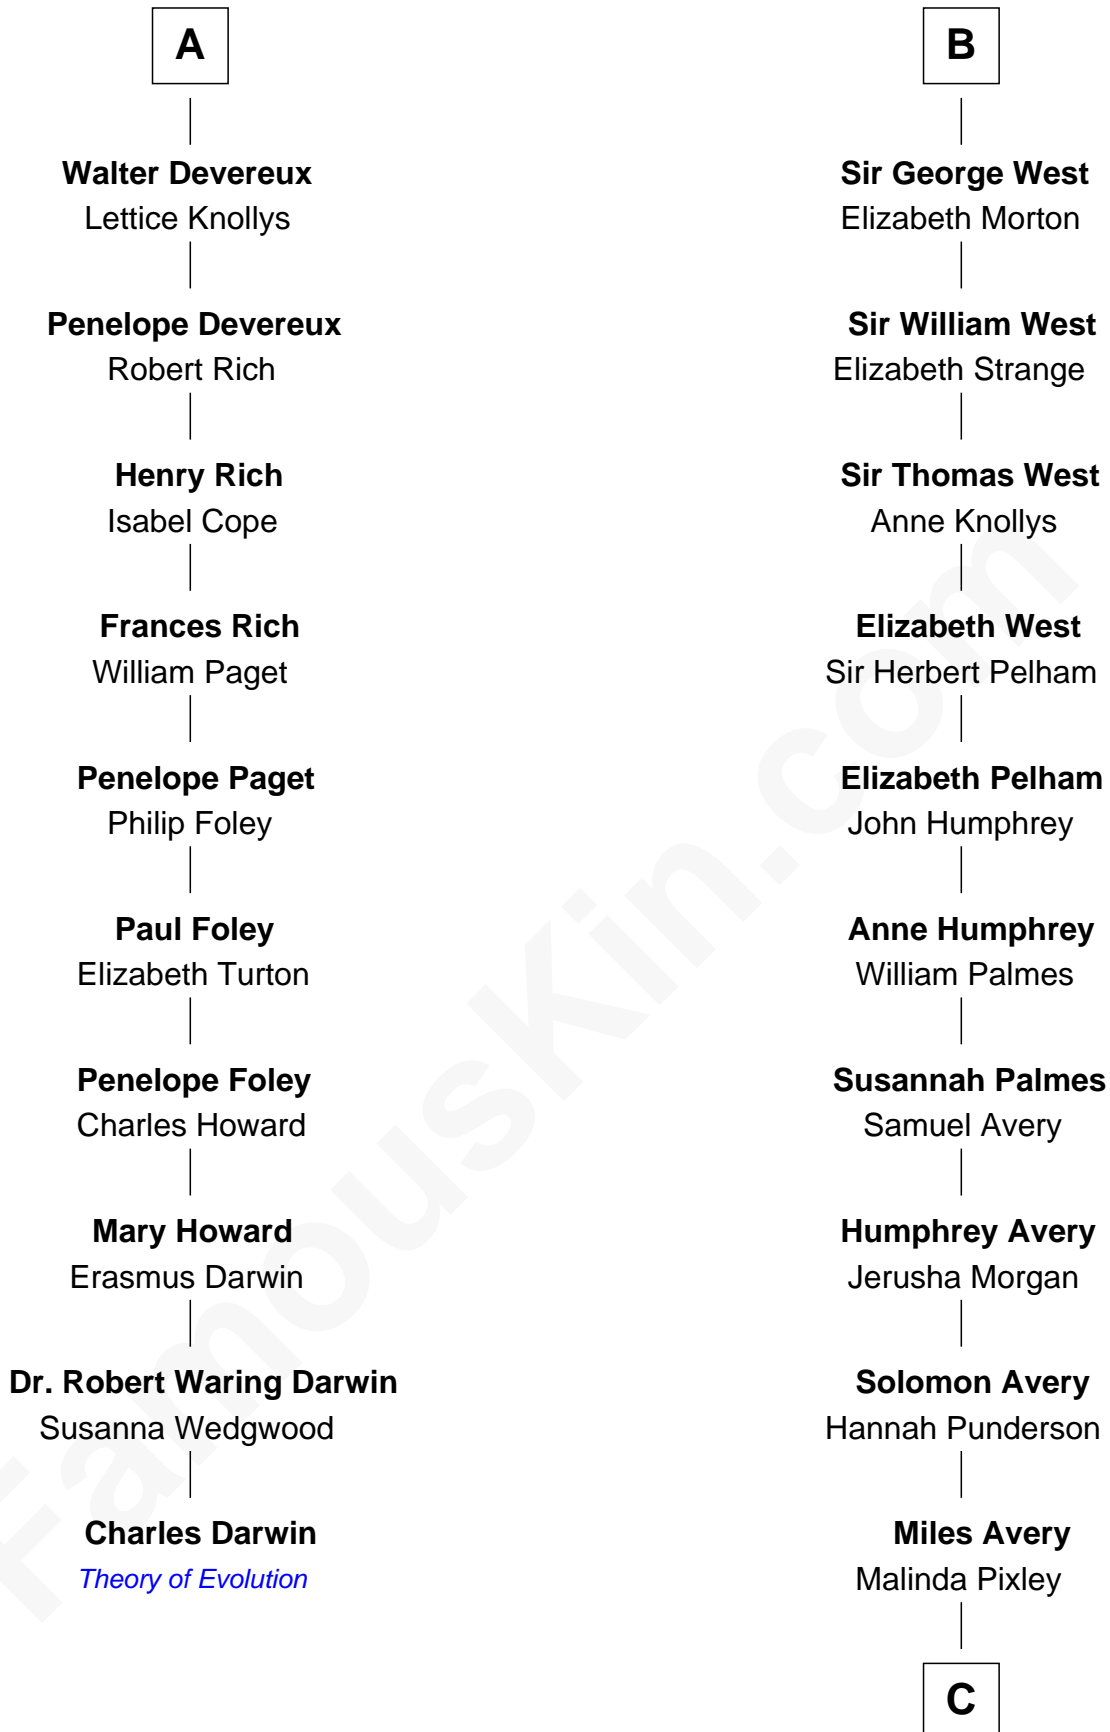 A
Walter Devereux
Lettice Knollys
Penelope Devereux
Robert Rich
Henry Rich
Isabel Cope
Frances Rich
William Paget
Penelope Paget
Philip Foley
Paul Foley
Elizabeth Turton
Penelope Foley
Charles Howard
Mary Howard
Erasmus Darwin
Dr. Robert Waring Darwin
Susanna Wedgwood
Charles Darwin
Theory of Evolution
B
Sir George West
Elizabeth Morton
Sir William West
Elizabeth Strange
Sir Thomas West
Anne Knollys
Elizabeth West
Sir Herbert Pelham
Elizabeth Pelham
John Humphrey
Anne Humphrey
William Palmes
Susannah Palmes
Samuel Avery
Humphrey Avery
Jerusha Morgan
Solomon Avery
Hannah Punderson
Miles Avery
Malinda Pixley
C
FamousKin.com